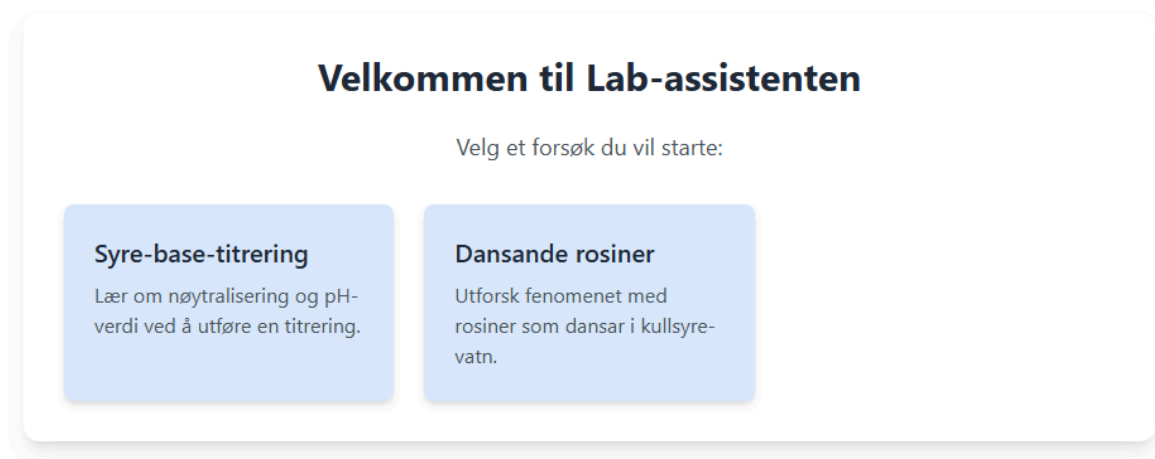 Velkommen til Lab-assistenten
Velg et forsøk du vil starte:
Syre-base-titrering
Lær om nøytralisering og pH-
verdi ved å utføre en titrering.
Dansande rosiner
Utforsk fenomenet med
rosiner som dansar i kullsyre-
vatn.